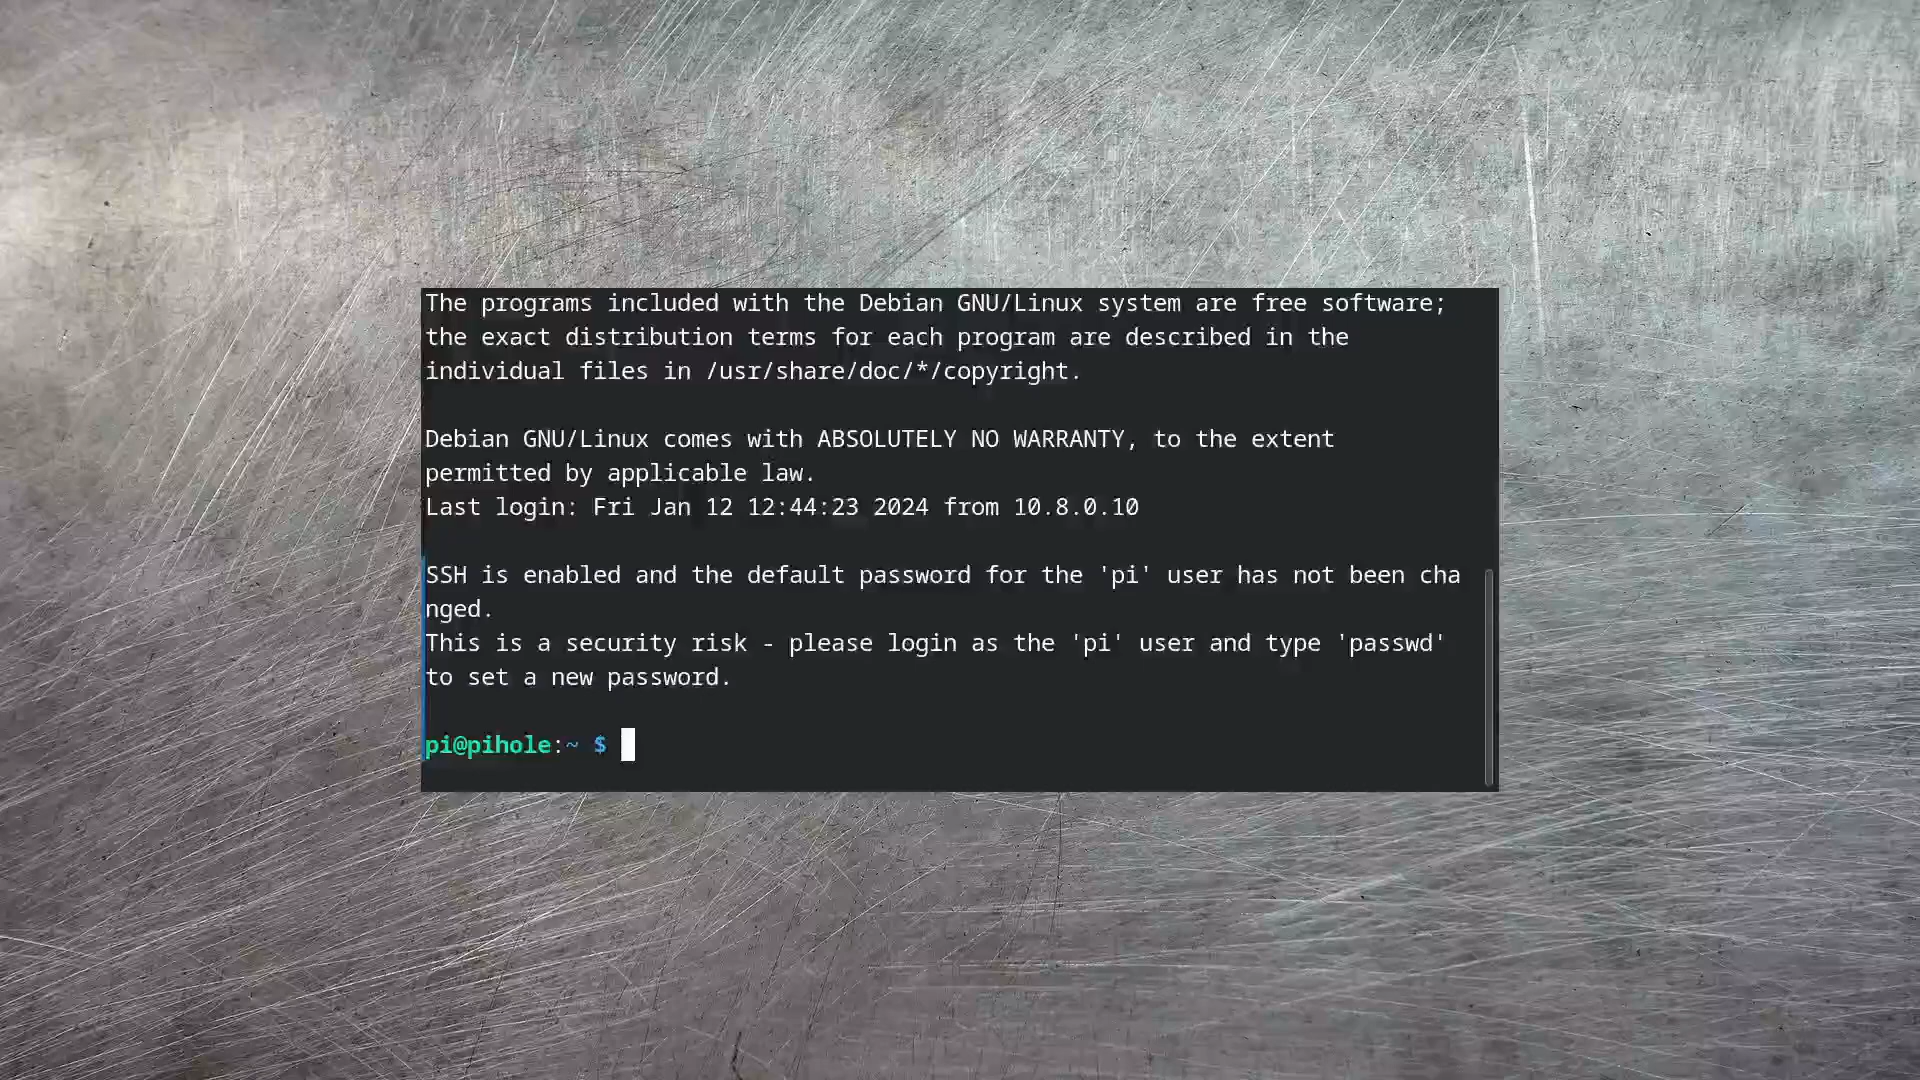 The programs included with the Debian GNU/Linux system are free software;
the exact distribution terms for each program are described in the
individual files in /usr/share/doc/*/copyright.
Debian GNU/Linux comes with ABSOLUTELY NO WARRANTY, to the extent
permitted by applicable law.
Last login: Fri Jan 12 12:44:23 2024 from 10.8.0.10
SSH is enabled and the default password for the 'pi' user has not been cha
nged.
This is a security risk - please login as the 'pi' user and type 'passwd'
to set a new password.
pi@pihole:~ $